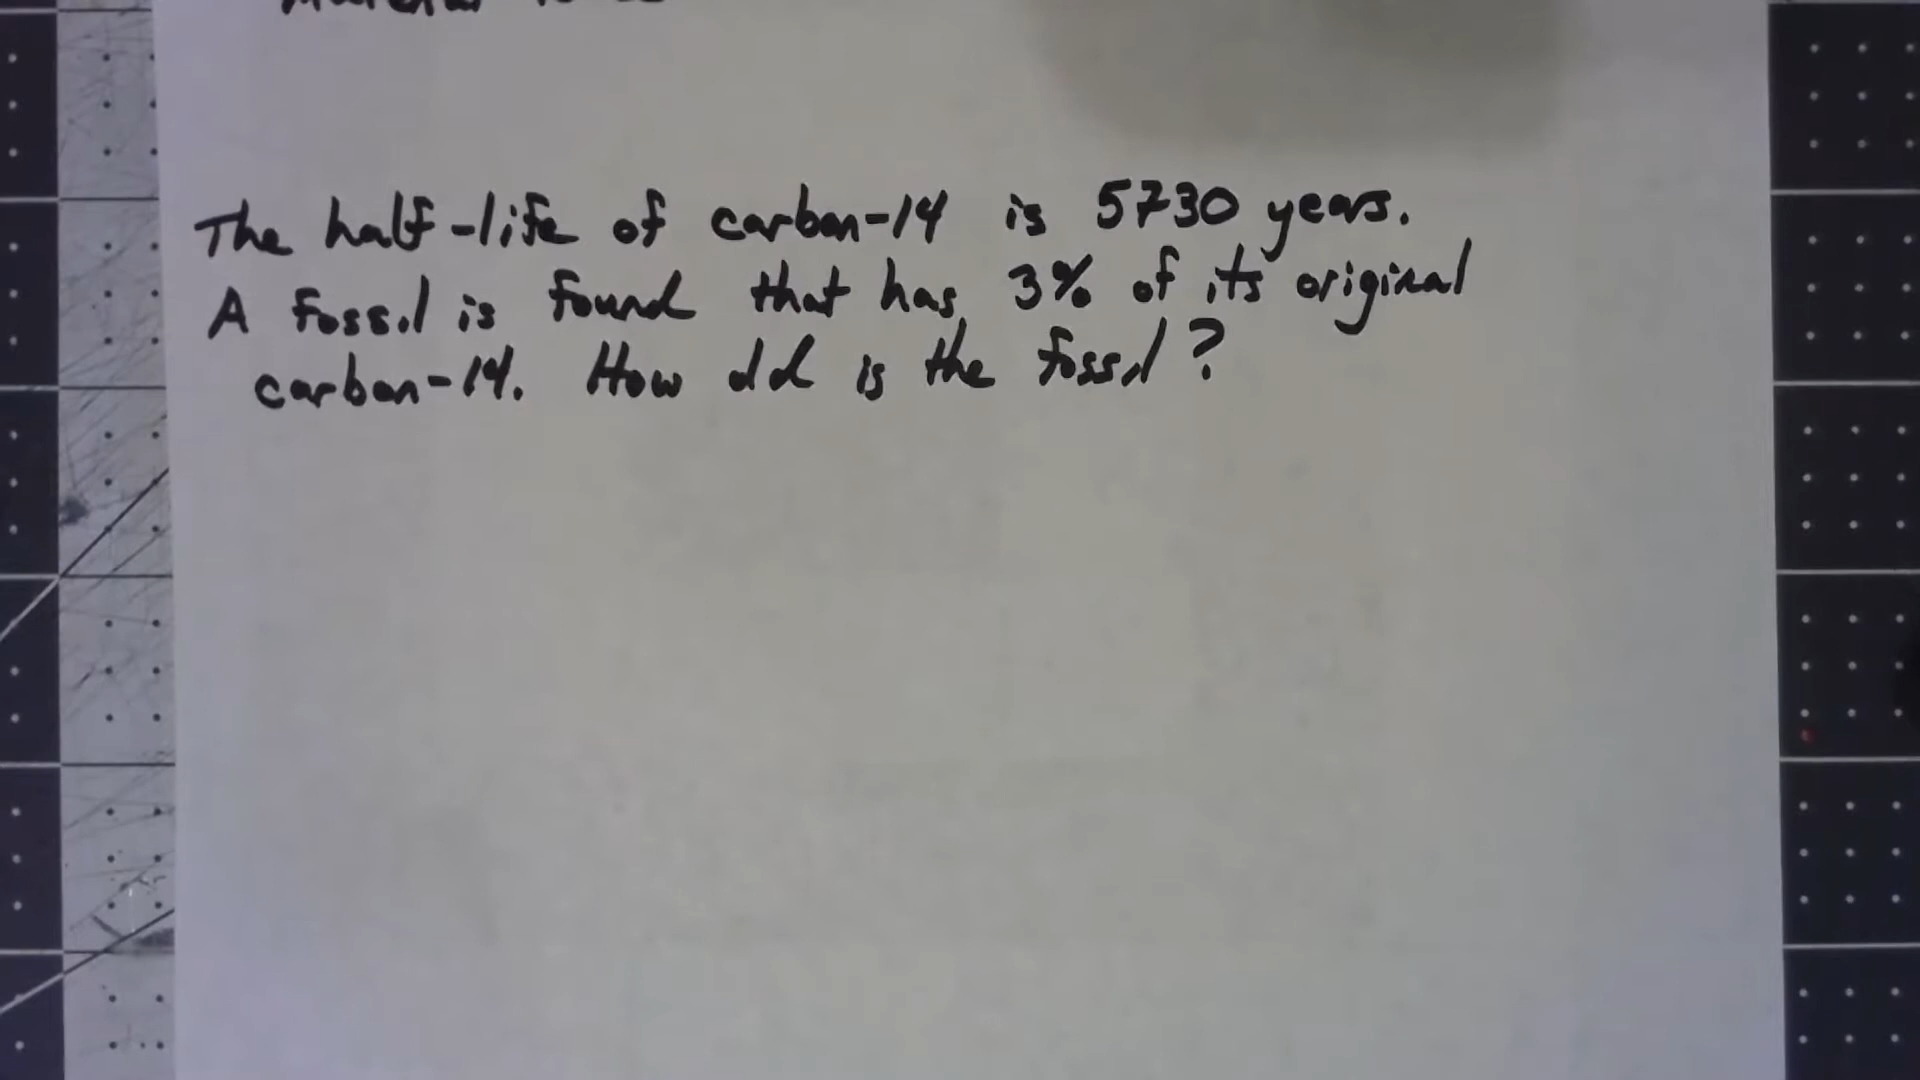 The half-life of carbon-14 is 5730 years.
A fossil is found that has 3% of its original
carbon-14. How old is the fossil?